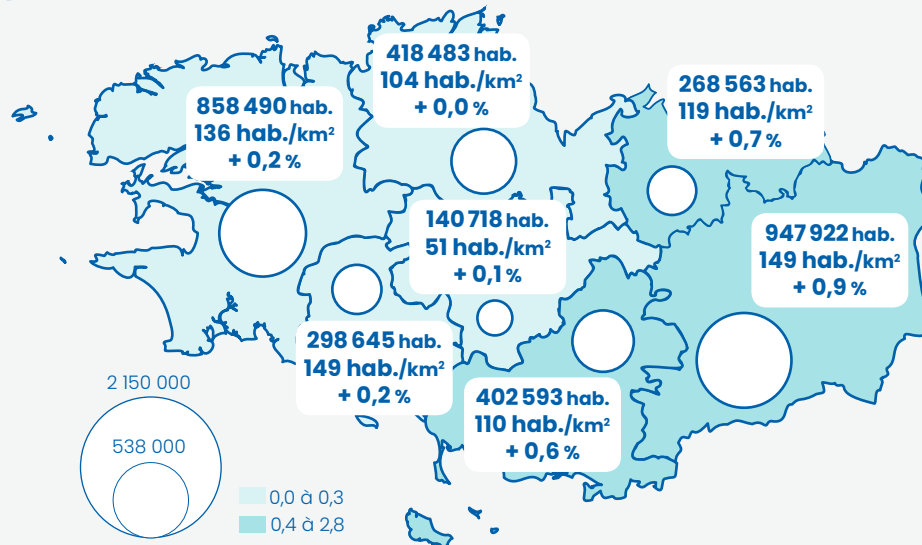 418 483 hab.
104 hab./km²
+ 0,0 %
268 563 hab.
119 hab./km²
+ 0,7 %
858 490 hab.
136 hab./km²
+ 0,2 %
140 718 hab.
51 hab./km²
+ 0,1 %
947 922 hab.
149 hab./km²
+ 0,9 %
298 645 hab.
149 hab./km²
+ 0,2 %
402 593 hab.
110 hab./km²
+ 0,6 %
2 150 000
538 000
0,0 à 0,3
0,4 à 2,8